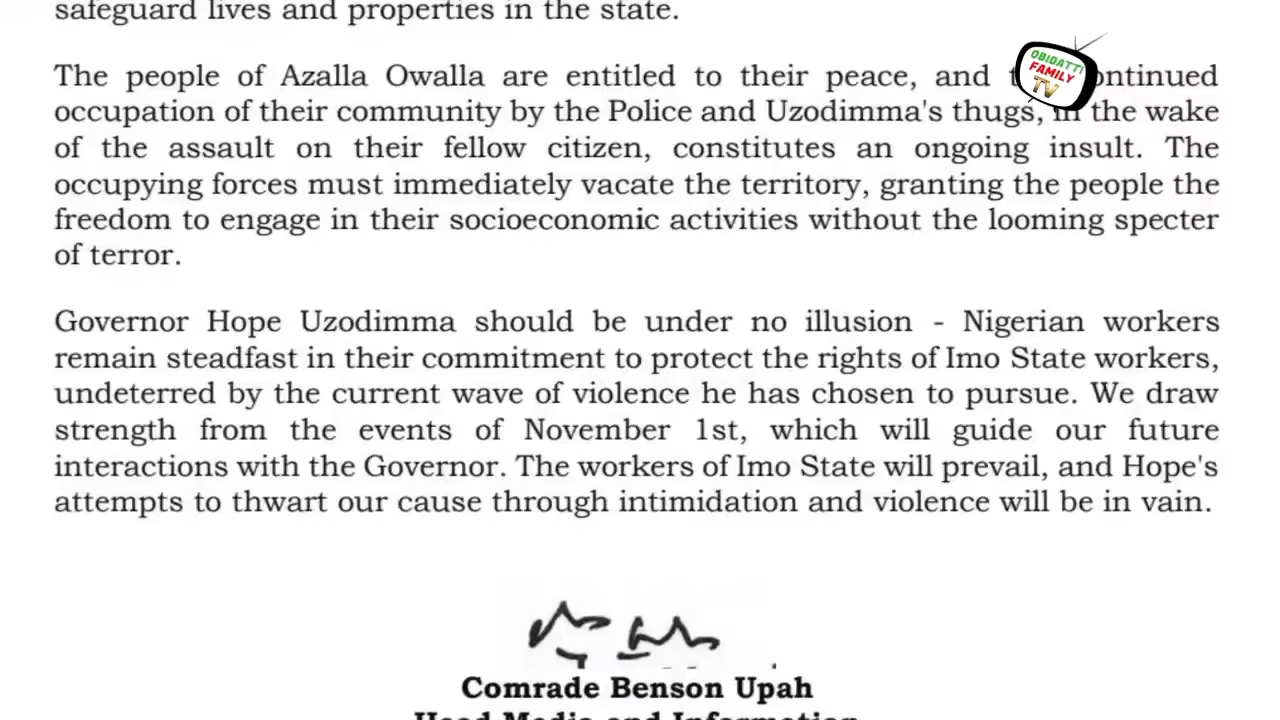 safeguard lives and properties in the state.
The people of Azalla Owalla are entitled to their peace, and ontinued
occupation of their community by the Police and Uzodimma's thugs, in the wake
of the assault on their fellow citizen, constitutes an ongoing insult. The
occupying forces must immediately vacate the territory, granting the people the
freedom to engage in their socioeconomic activities without the looming specter
of terror.
Governor Hope Uzodimma should be under no illusion - Nigerian workers
remain steadfast in their commitment to protect the rights of Imo State workers,
undeterred by the current wave of violence he has chosen to pursue. We draw
strength from the events of November 1st, which will guide our future
interactions with the Governor. The workers of Imo State will prevail, and Hope's
attempts to thwart our cause through intimidation and violence will be in vain.
Comrade Benson Upah
Head Media and Information
OBIDATTI
FAMILY
TV